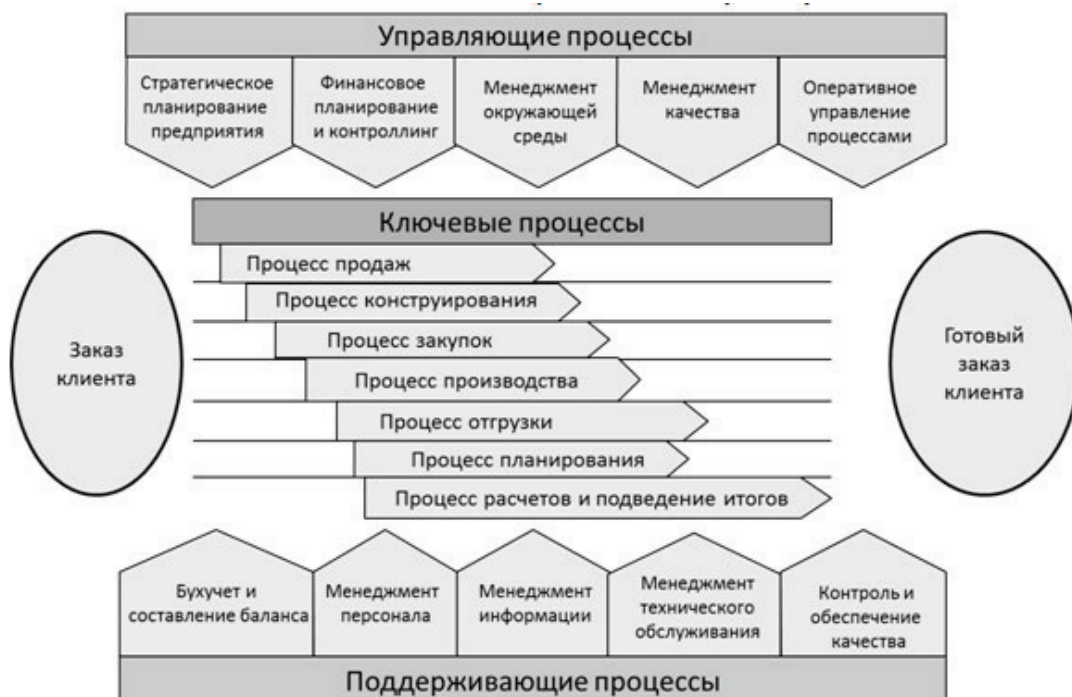 Управляющие процессы
Стратегическое
планирование
предприятия
Финансовое
планирование
и контроллинг
Менеджмент
окружающей
среды
Менеджмент
качества
Оперативное
управление
процессами
Ключевые процессы
Процесс продаж
Процесс конструирования
Процесс закупок
Процесс производства
Процесс отгрузки
Процесс планирования
Процесс расчетов и подведение итогов
Заказ
клиента
Готовый
заказ
клиента
Бухучет и
составление баланса
Менеджмент
персонала
Менеджмент
информации
Менеджмент
технического
обслуживания
Контроль и
обеспечение
качества
Поддерживающие процессы